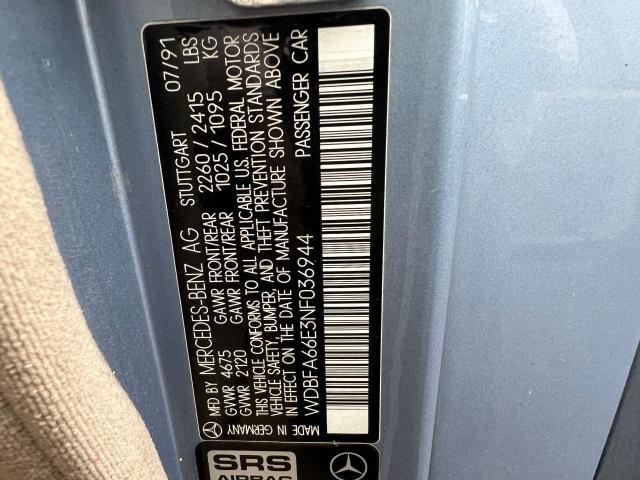 MERCEDES-BENZ AG STUTTGART 07/91
GVWR 4675 GAWR FRONT/REAR 2260 / 2415 LBS
GVWR 2120 GAWR FRONT/REAR 1025 / 1095 KG
THIS VEHICLE CONFORMS TO ALL APPLICABLE U.S. FEDERAL MOTOR
VEHICLE SAFETY, BUMPER, AND THEFT PREVENTION STANDARDS
IN EFFECT ON THE DATE OF MANUFACTURE SHOWN ABOVE
WDBFA66E3NF036944 PASSENGER CAR
MADE IN GERMANY
SRS
AIRBAG